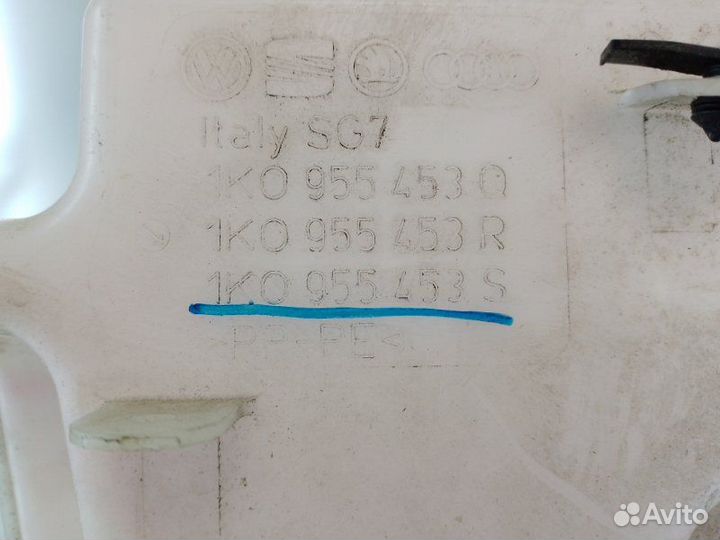 Italy SG7
1K0 955 453 Q
1K0 955 453 R
1K0 955 453 S
>PP-PE<
Avito